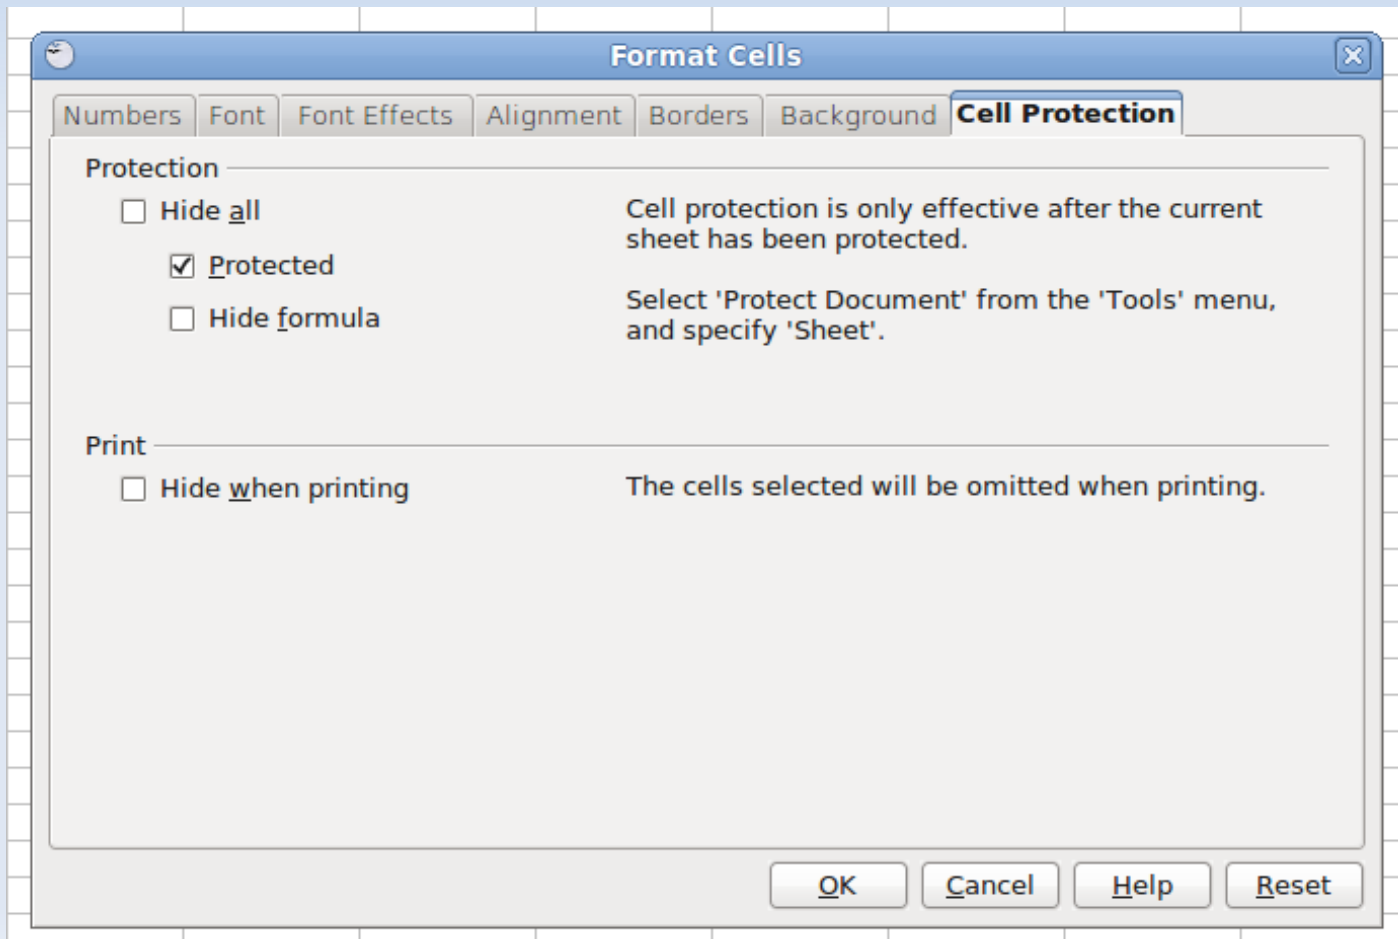 Format Cells
Numbers Font Font Effects Alignment Borders Background Cell Protection
Protection
Hide all
Protected
Hide formula
Cell protection is only effective after the current
sheet has been protected.
Select 'Protect Document' from the 'Tools' menu,
and specify 'Sheet'.
Print
Hide when printing
The cells selected will be omitted when printing.
OK Cancel Help Reset